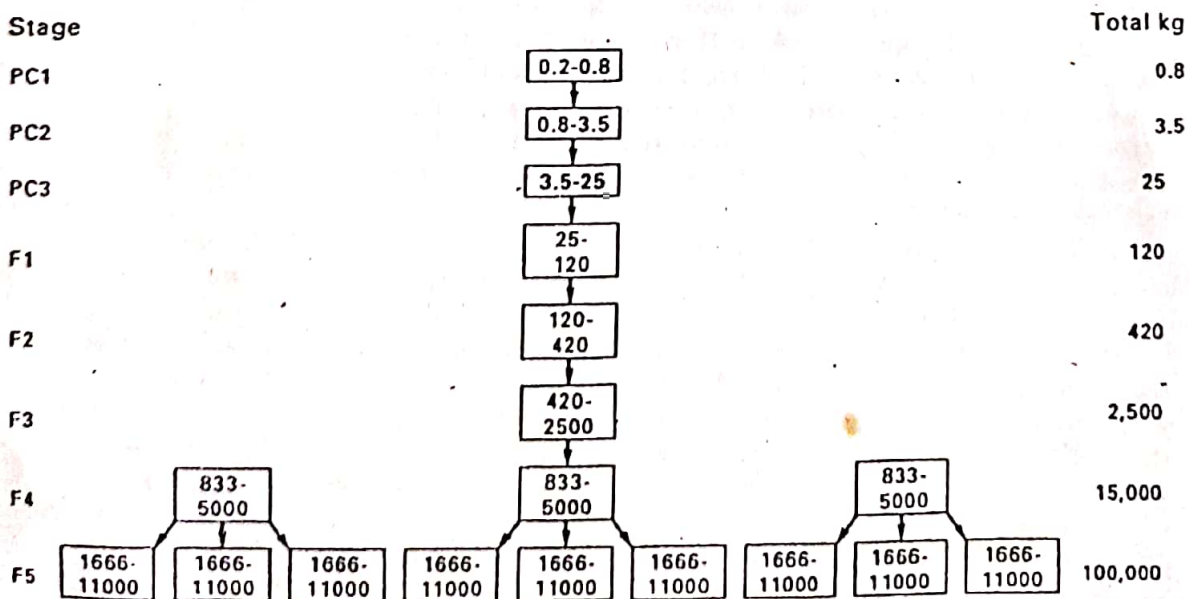 Stage Total kg
PC1 0.2-0.8 0.8
PC2 0.8-3.5 3.5
PC3 3.5-25 25
F1 25- 120
120
F2 120- 420
420
F3 420- 2,500
2500
F4 833- 833- 833- 15,000
5000 5000 5000
F5 1666- 1666- 1666- 1666- 1666- 1666- 1666- 1666- 1666- 100,000
11000 11000 11000 11000 11000 11000 11000 11000 11000